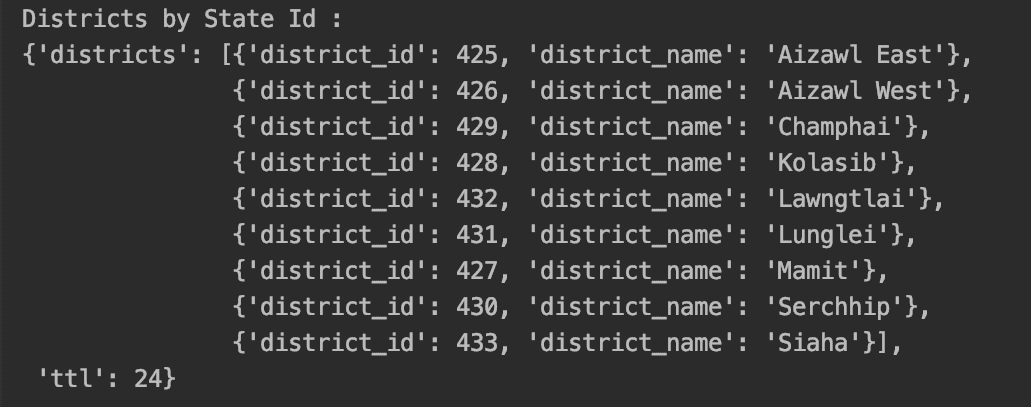 Districts by State Id :
{'districts': [{'district_id': 425, 'district_name': 'Aizawl East'},
{'district_id': 426, 'district_name': 'Aizawl West'},
{'district_id': 429, 'district_name': 'Champhai'},
{'district_id': 428, 'district_name': 'Kolasib'},
{'district_id': 432, 'district_name': 'Lawngtlai'},
{'district_id': 431, 'district_name': 'Lunglei'},
{'district_id': 427, 'district_name': 'Mamit'},
{'district_id': 430, 'district_name': 'Serchhip'},
{'district_id': 433, 'district_name': 'Siaha'}],
'ttl': 24}